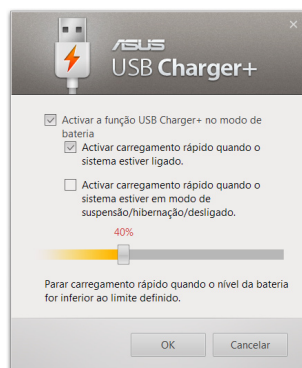 ASUS
USB Charger+
Activar a função USB Charger+ no modo de
bateria
Activar carregamento rápido quando o
sistema estiver ligado.
Activar carregamento rápido quando o
sistema estiver em modo de
suspensão/hibernação/desligado.
40%
Parar carregamento rápido quando o nível da bateria
for inferior ao limite definido.
OK
Cancelar